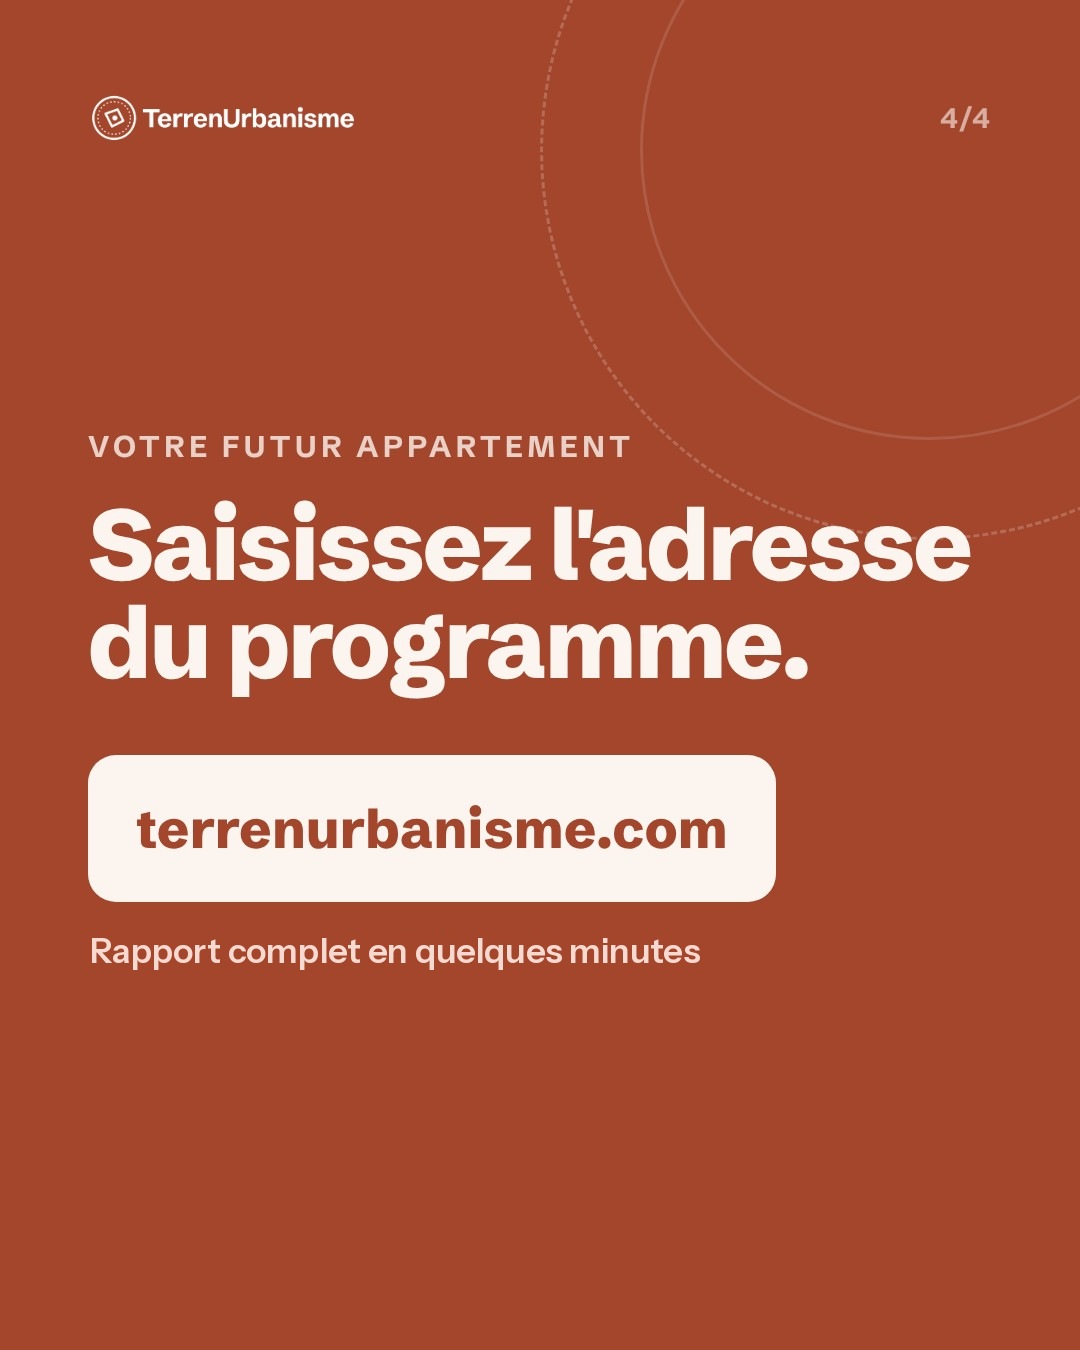 TerrenUrbanisme
4/4
VOTRE FUTUR APPARTEMENT
Saisissez l'adresse
du programme.
terrenurbanisme.com
Rapport complet en quelques minutes